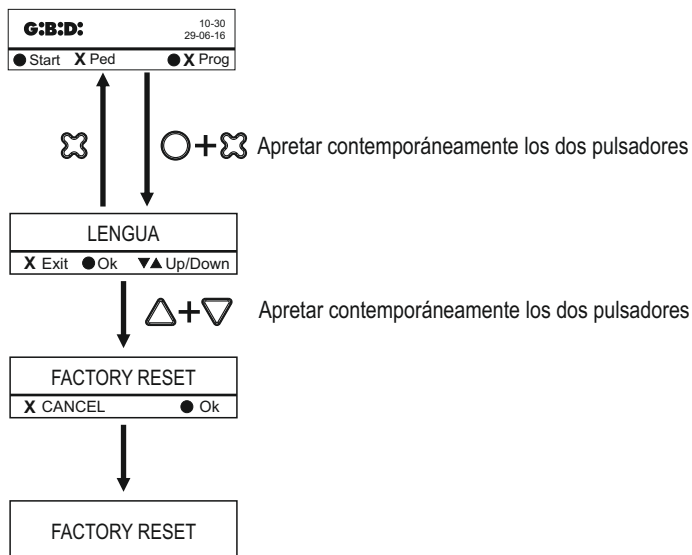 G:B:D: 10-30
29-06-16
● Start X Ped ● X Prog
Apretar contemporáneamente los dos pulsadores
LENGUA
X Exit ● Ok ▼▲ Up/Down
Apretar contemporáneamente los dos pulsadores
FACTORY RESET
X CANCEL ● Ok
FACTORY RESET